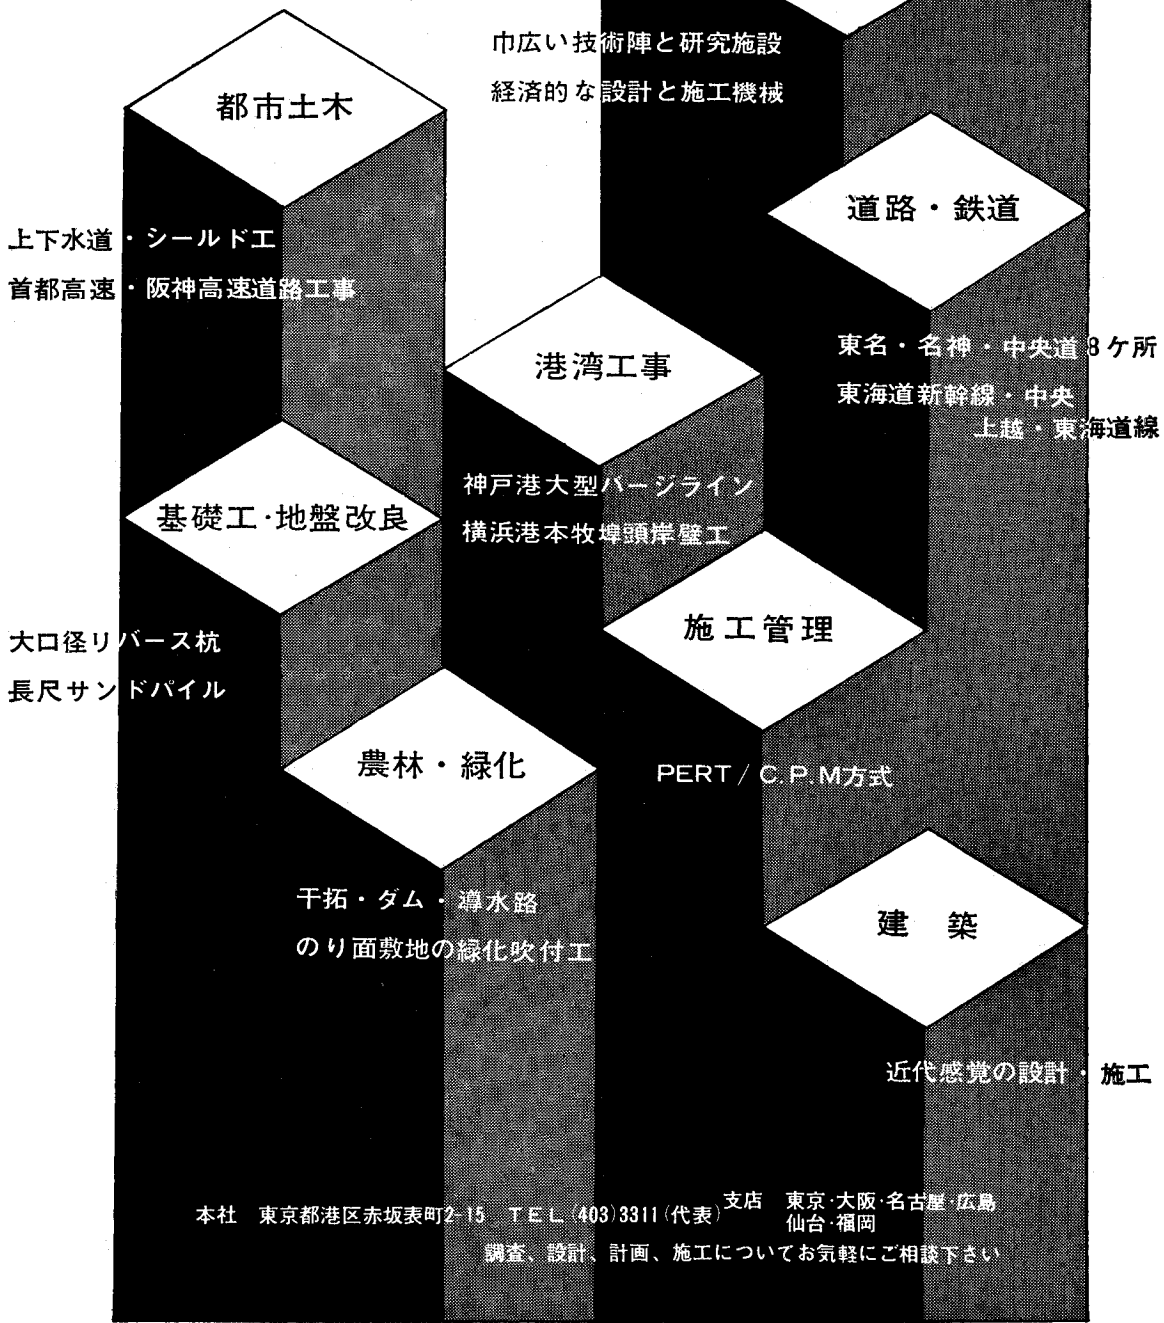 巾広い技術陣と研究施設
経済的な設計と施工機械
都市土木
上下水道・シールド工
首都高速・阪神高速道路工事
道路・鉄道
東名・名神・中央道8ケ所
東海道新幹線・中央
上越・東海道線
港湾工事
神戸港大型バージライン
横浜港本牧埠頭岸壁工
基礎工・地盤改良
大口径リバース杭
長尺サンドパイル
施工管理
PERT / C.P.M方式
農林・緑化
干拓・ダム・導水路
のり面敷地の緑化吹付工
建 築
近代感覚の設計・施工
本社 東京都港区赤坂表町2-15 TEL (403)3311(代表) 支店 東京・大阪・名古屋・広島
仙台・福岡
調査、設計、計画、施工についてお気軽にご相談下さい